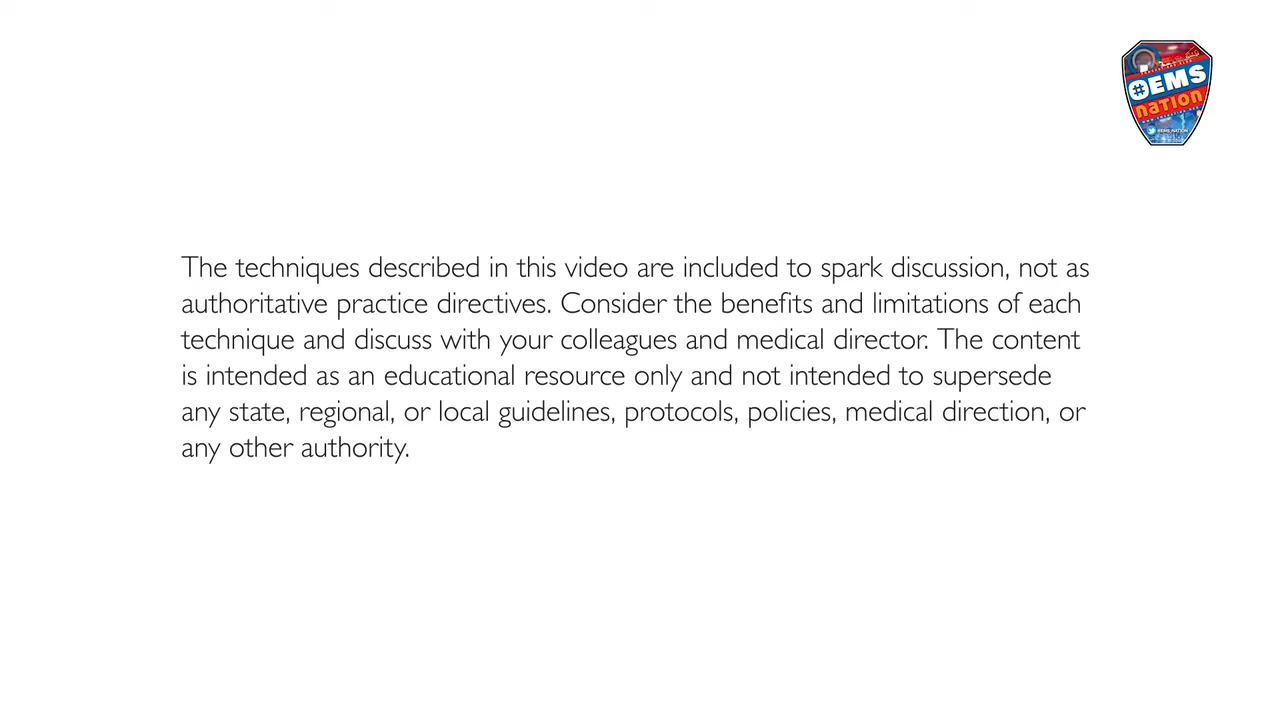 #EMS
nation
@EMS NATION
The techniques described in this video are included to spark discussion, not as
authoritative practice directives. Consider the benefits and limitations of each
technique and discuss with your colleagues and medical director. The content
is intended as an educational resource only and not intended to supersede
any state, regional, or local guidelines, protocols, policies, medical direction, or
any other authority.